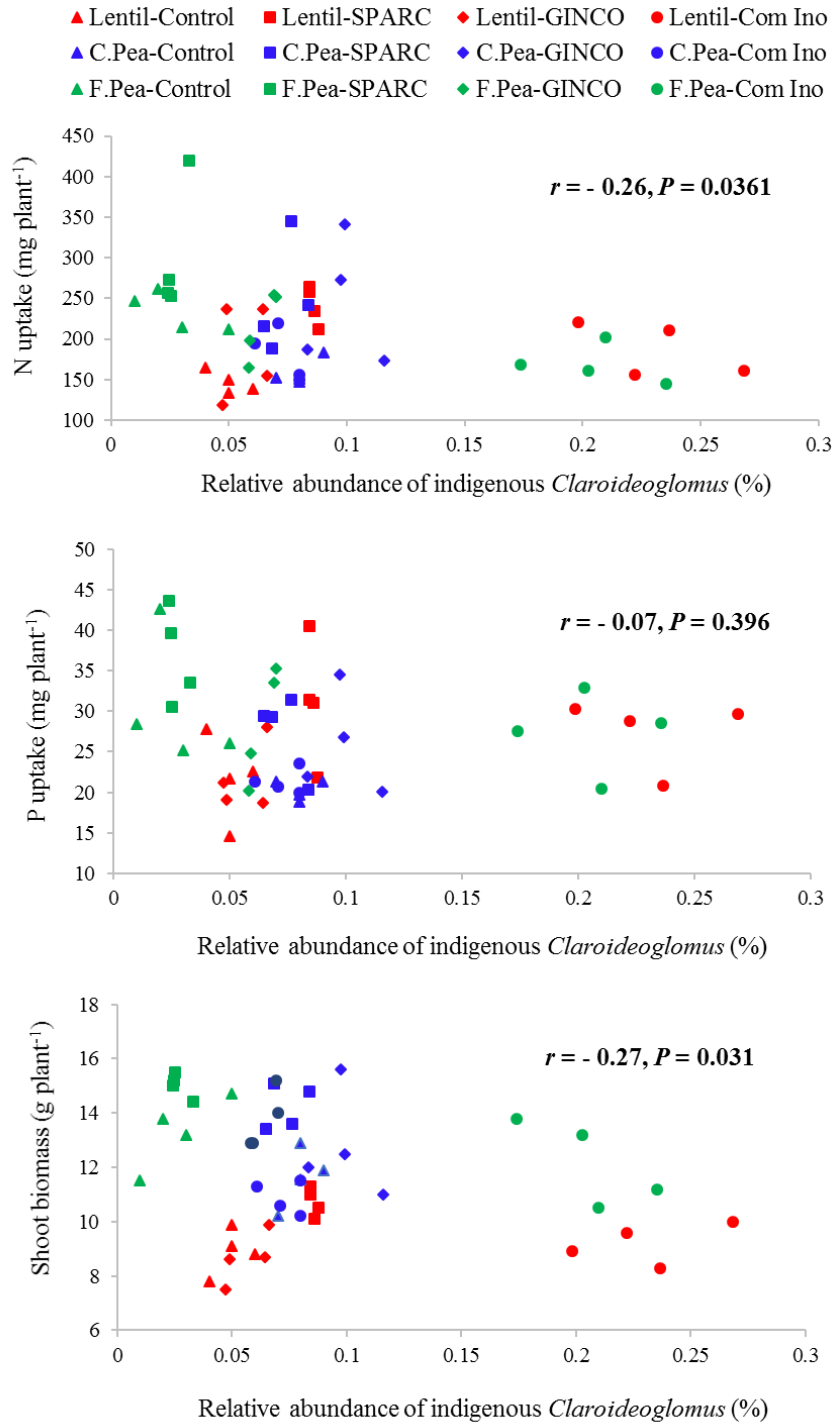 Lentil-Control Lentil-SPARC Lentil-GINCO Lentil-Com Ino
C.Pea-Control C.Pea-SPARC C.Pea-GINCO C.Pea-Com Ino
F.Pea-Control F.Pea-SPARC F.Pea-GINCO F.Pea-Com Ino
N uptake (mg plant⁻¹)
450
400
350
300
250
200
150
100
r = - 0.26, P = 0.0361
0 0.05 0.1 0.15 0.2 0.25 0.3
Relative abundance of indigenous Claroideoglomus (%)
P uptake (mg plant⁻¹)
50
45
40
35
30
25
20
15
10
r = - 0.07, P = 0.396
0 0.05 0.1 0.15 0.2 0.25 0.3
Relative abundance of indigenous Claroideoglomus (%)
Shoot biomass (g plant⁻¹)
18
16
14
12
10
8
6
r = - 0.27, P = 0.031
0 0.05 0.1 0.15 0.2 0.25 0.3
Relative abundance of indigenous Claroideoglomus (%)